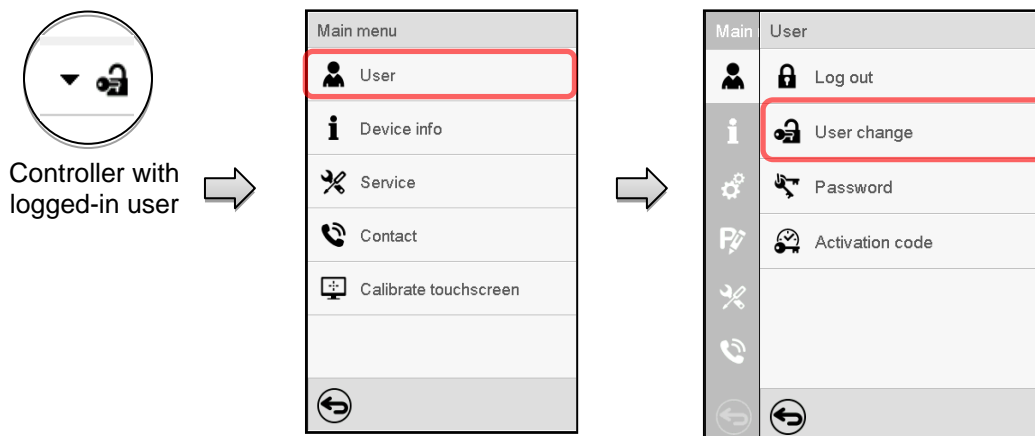 Controller with
logged-in user
Main menu
User
Device info
Service
Contact
Calibrate touchscreen
Main
User
Log out
User change
Password
Activation code